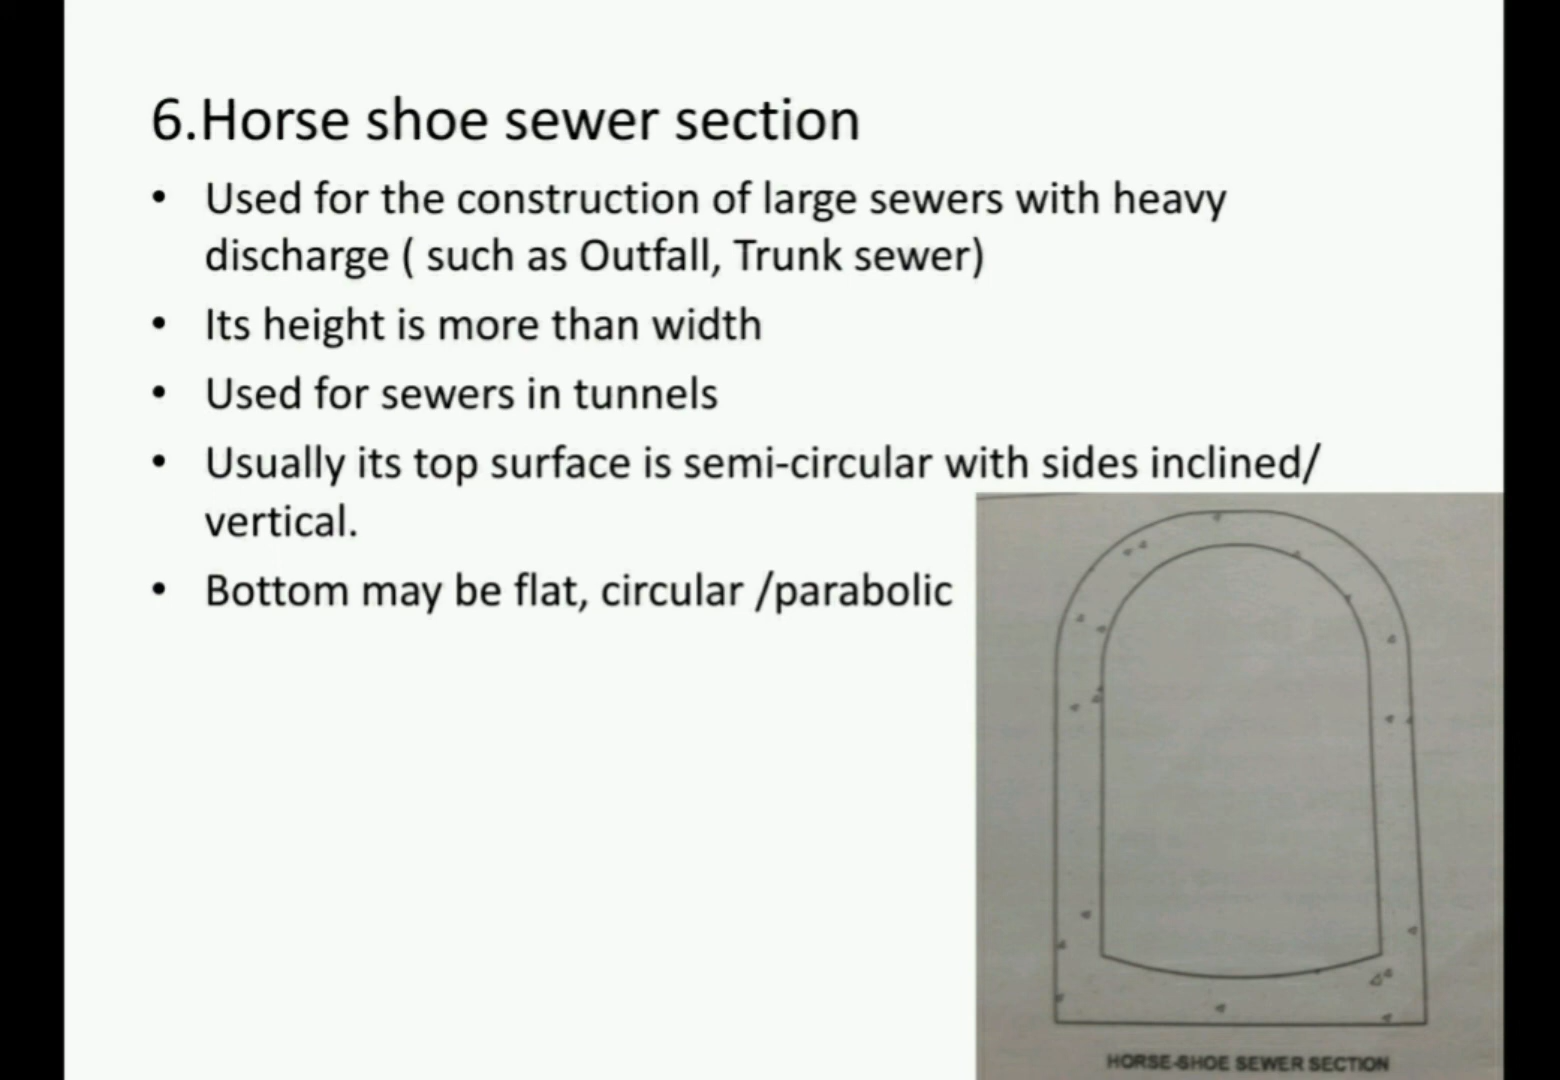 6.Horse shoe sewer section
• Used for the construction of large sewers with heavy
discharge ( such as Outfall, Trunk sewer)
• Its height is more than width
• Used for sewers in tunnels
• Usually its top surface is semi-circular with sides inclined/
vertical.
• Bottom may be flat, circular /parabolic
HORSE-SHOE SEWER SECTION